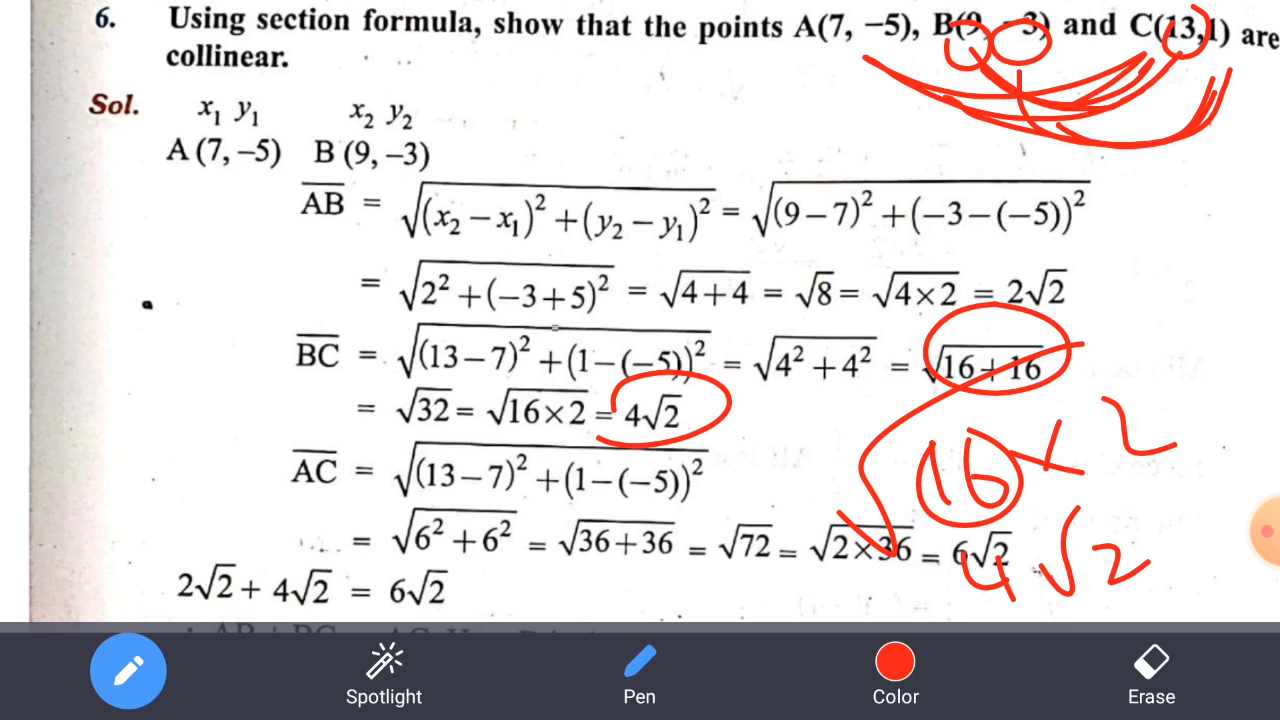 6. Using section formula, show that the points A(7, −5), B(9, −3) and C(13,1) are
collinear.
Sol. x₁ y₁ x₂ y₂
A (7, −5) B (9, −3)
AB = √(x₂ − x₁)² + (y₂ − y₁)² = √(9 − 7)² + (−3 − (−5))²
= √2² + (−3 + 5)² = √4 + 4 = √8 = √4 × 2 = 2√2
BC = √(13 − 7)² + (1 − (−5))² = √4² + 4² = √16 + 16
= √32 = √16 × 2 = 4√2
16 × 2
AC = √(13 − 7)² + (1 − (−5))²
= √6² + 6² = √36 + 36 = √72 = √2 × 36 = 6√2
4√2
2√2 + 4√2 = 6√2
Spotlight Pen Color Erase